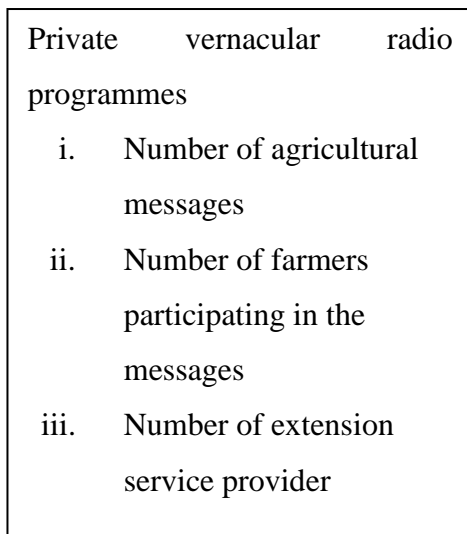 Private vernacular radio
programmes
i. Number of agricultural
messages
ii. Number of farmers
participating in the
messages
iii. Number of extension
service provider